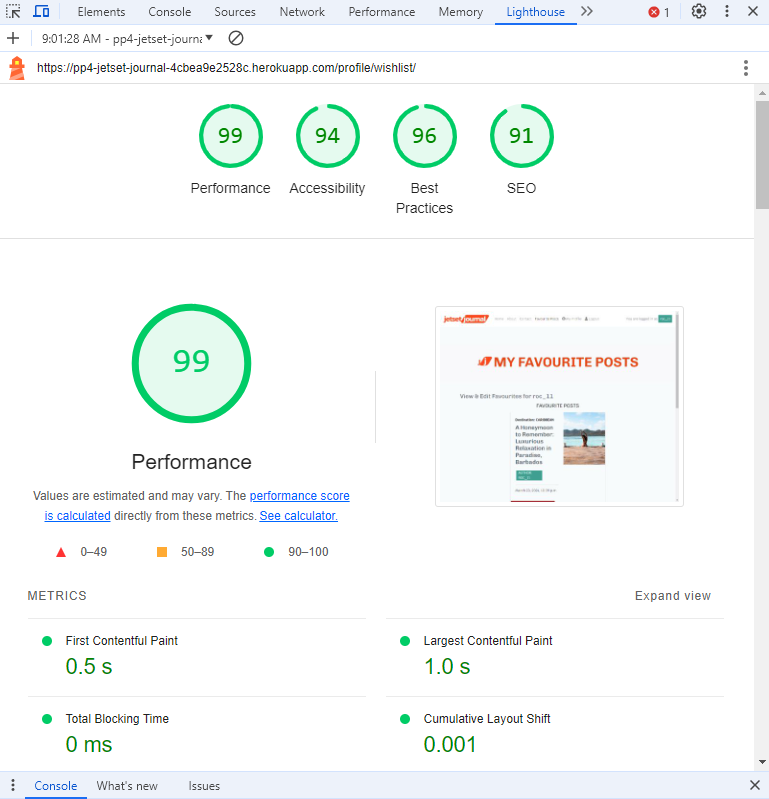 Elements Console Sources Network Performance Memory Lighthouse 1
9:01:28 AM - pp4-jetset-journa
https://pp4-jetset-journal-4cbea9e2528c.herokuapp.com/profile/wishlist/
99 94 96 91
Performance Accessibility Best Practices SEO
99
Performance
Values are estimated and may vary. The performance score
is calculated directly from these metrics. See calculator.
0–49 50–89 90–100
jetset journal
MY FAVOURITE POSTS
View & Edit Favourites for roc_11
FAVOURITE POSTS
Destination: CARIBBEAN
A Honeymoon
to Remember:
Luxurious
Relaxation in
Paradise,
Barbados
METRICS Expand view
First Contentful Paint
0.5 s
Largest Contentful Paint
1.0 s
Total Blocking Time
0 ms
Cumulative Layout Shift
0.001
Console What's new Issues